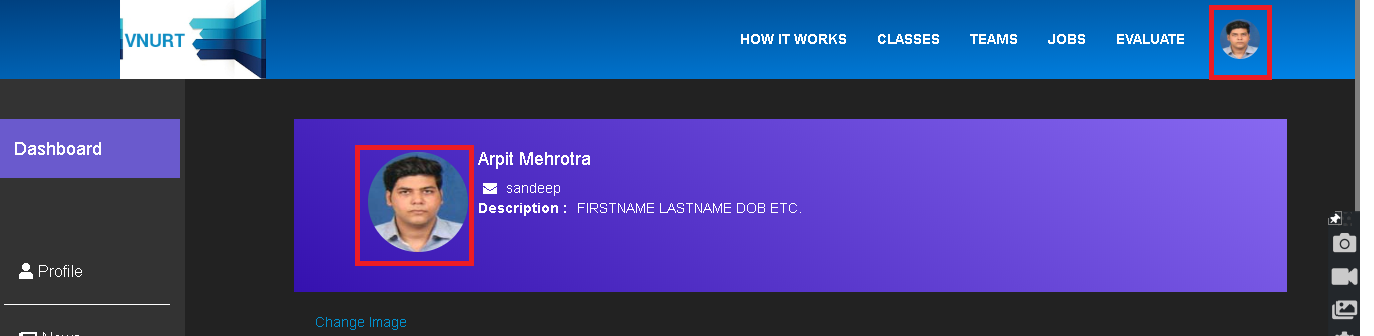 VNURT
HOW IT WORKS CLASSES TEAMS JOBS EVALUATE
Dashboard
Arpit Mehrotra
sandeep
Description : FIRSTNAME LASTNAME DOB ETC.
Profile
Change Image
News